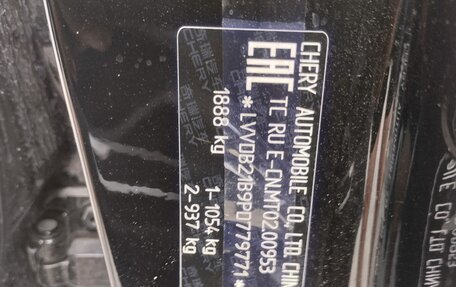 CHERY AUTOMOBILE CO., LTD CHIN
EAC TC RU E-CN.MT02.00953
*LVVDB21B9PD779771*
1888 kg
1- 1054 kg
2- 937 kg